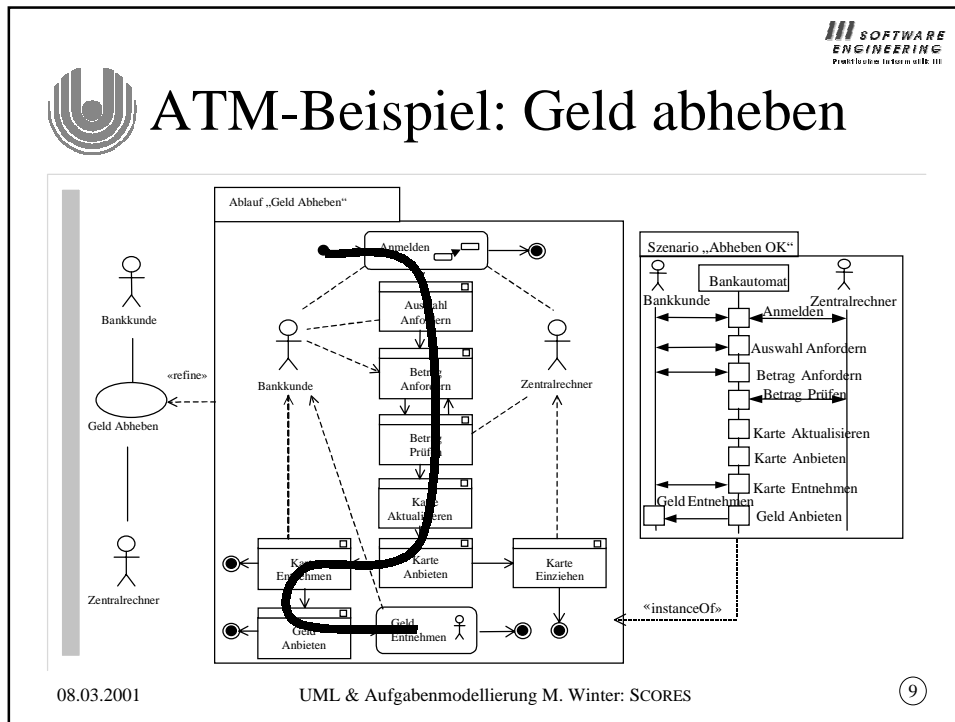 SOFTWARE
ENGINEERING
Praktische Informatik III
ATM-Beispiel: Geld abheben
Ablauf „Geld Abheben“
Anmelden
Auswahl
Anfordern
Betrag
Anfordern
Betrag
Prüfen
Karte
Aktualisieren
Karte
Entnehmen
Karte
Anbieten
Karte
Einziehen
Geld
Anbieten
Geld
Entnehmen
Bankkunde
Zentralrechner
Bankkunde
«refine»
Geld Abheben
Zentralrechner
Szenario „Abheben OK“
Bankautomat
Bankkunde
Zentralrechner
Anmelden
Auswahl Anfordern
Betrag Anfordern
Betrag Prüfen
Karte Aktualisieren
Karte Anbieten
Karte Entnehmen
Geld Entnehmen
Geld Anbieten
«instanceOf»
08.03.2001
UML & Aufgabenmodellierung M. Winter: SCORES
9